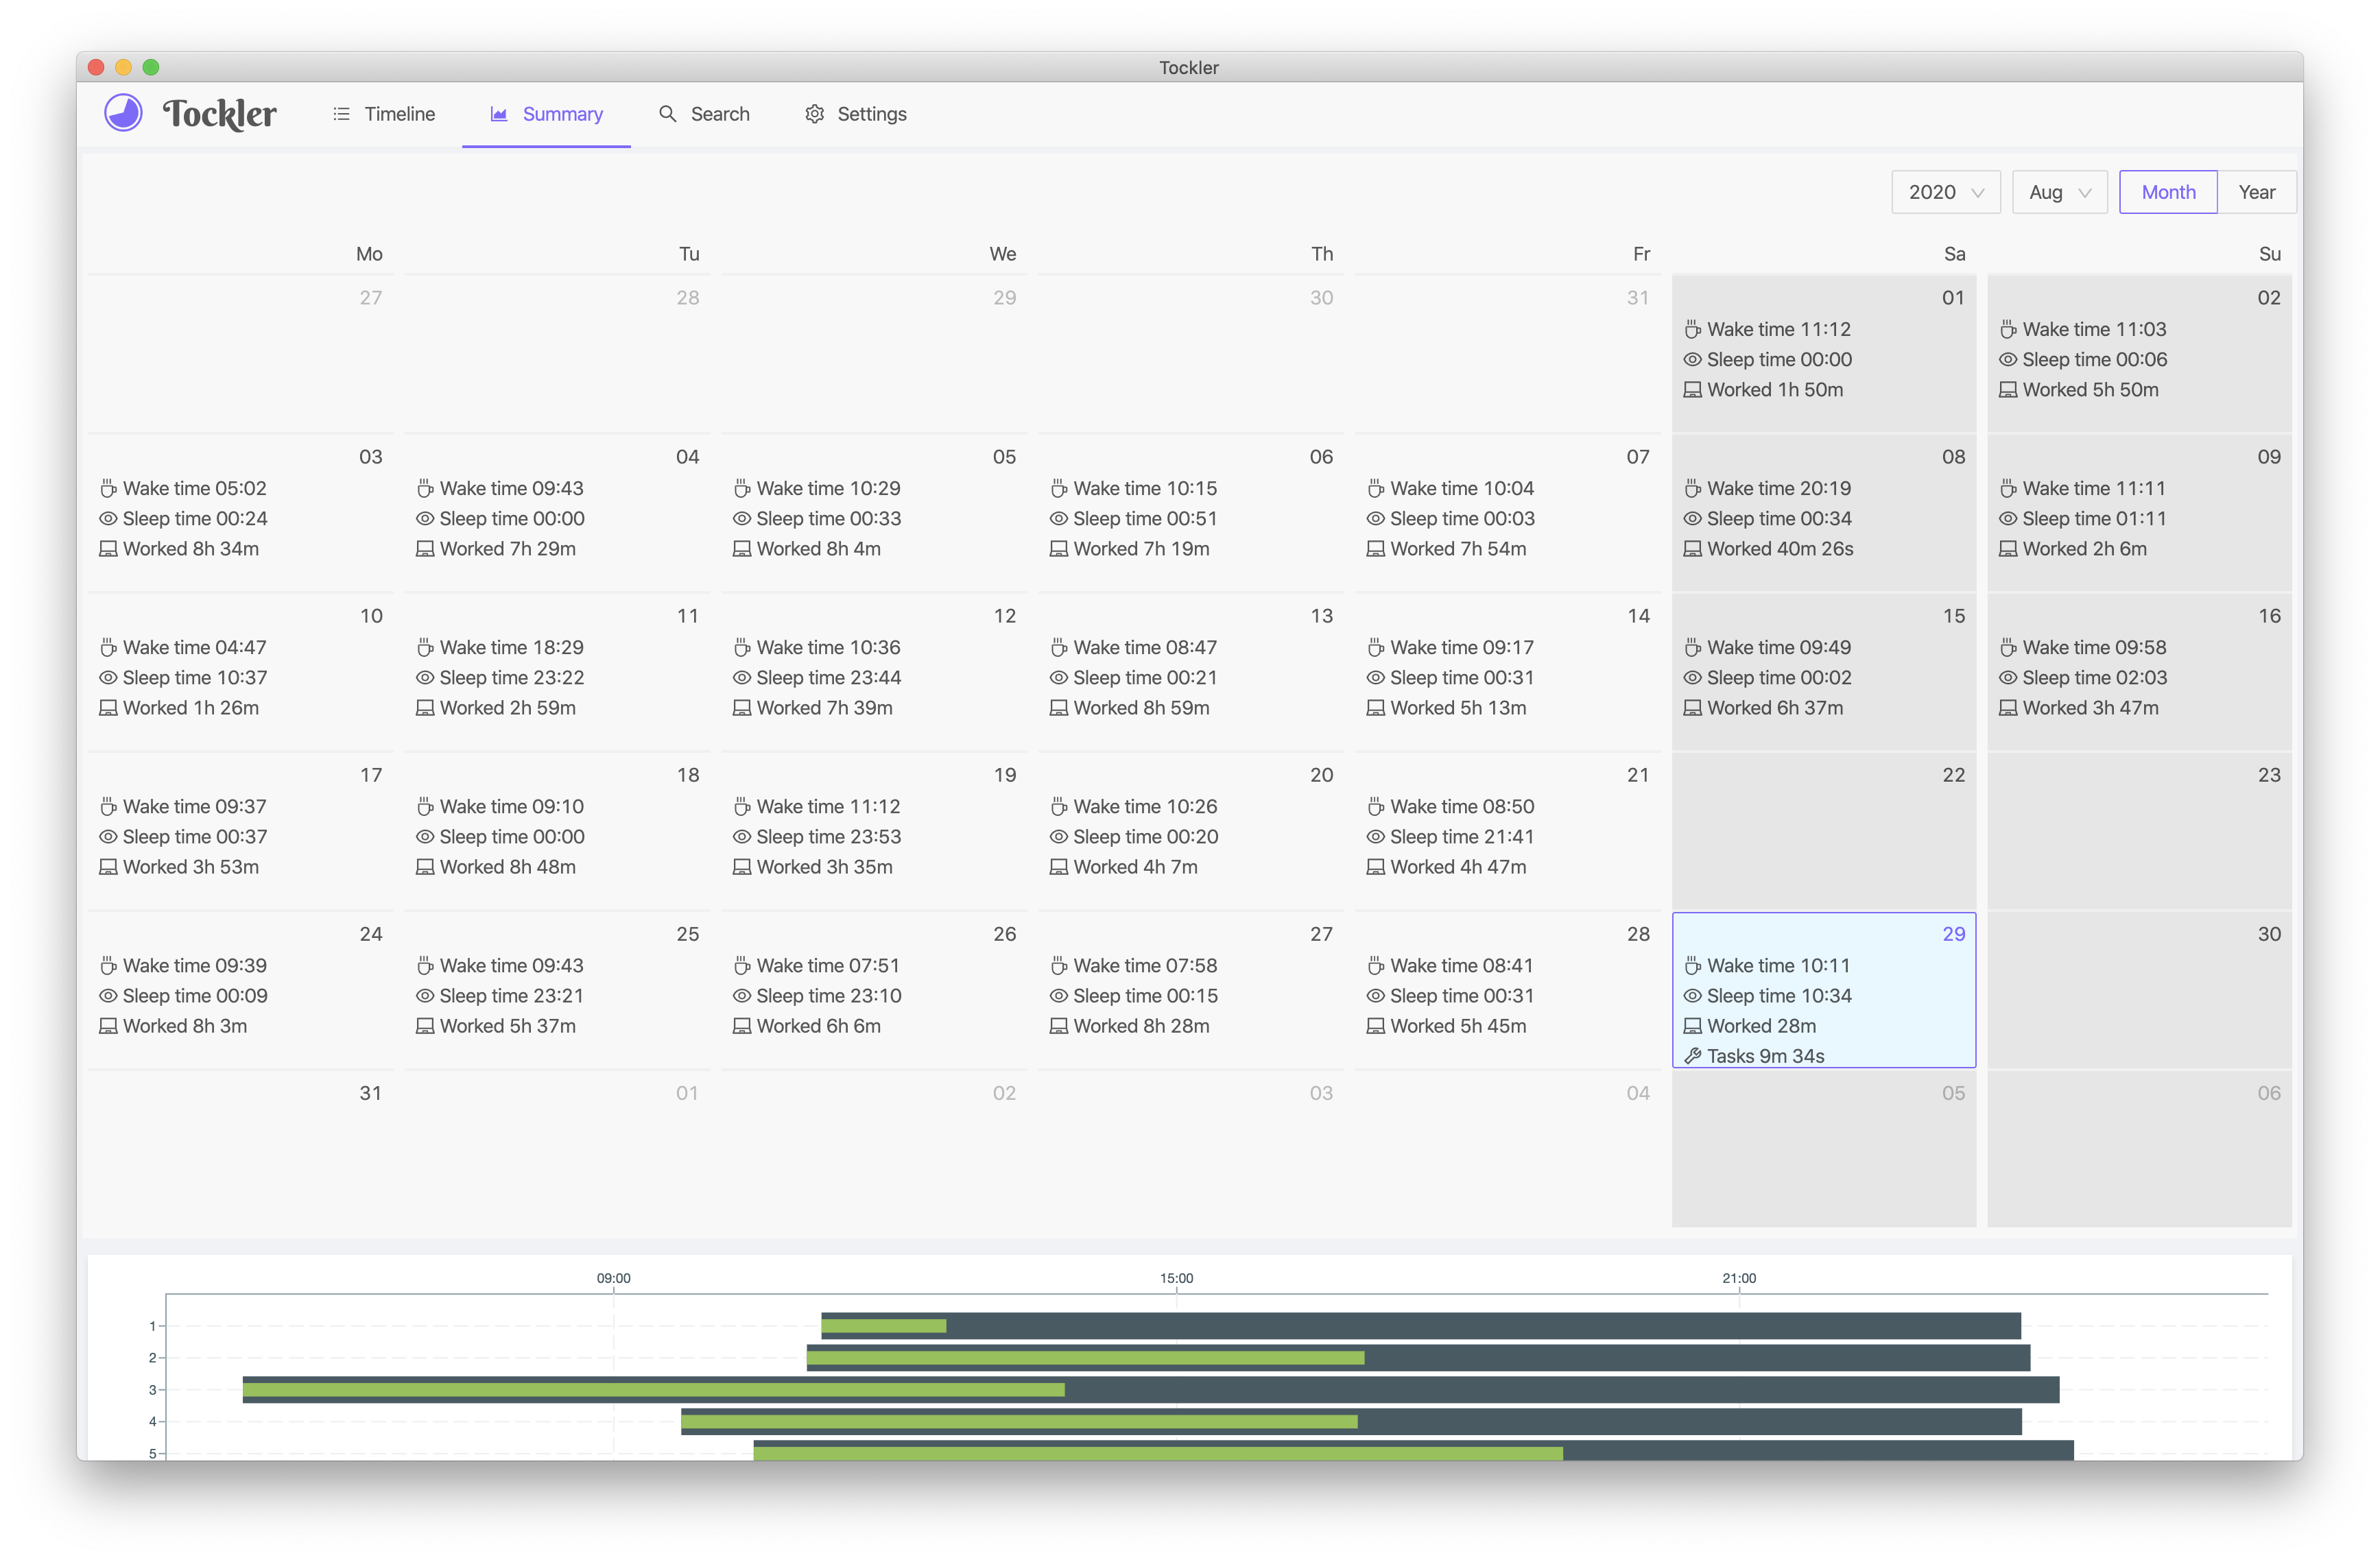 Tockler
Tockler Timeline Summary Search Settings
2020 Aug Month Year
Mo Tu We Th Fr Sa Su
27 28 29 30 31 01 02
Wake time 11:12 Wake time 11:03
Sleep time 00:00 Sleep time 00:06
Worked 1h 50m Worked 5h 50m
03 04 05 06 07 08 09
Wake time 05:02 Wake time 09:43 Wake time 10:29 Wake time 10:15 Wake time 10:04 Wake time 20:19 Wake time 11:11
Sleep time 00:24 Sleep time 00:00 Sleep time 00:33 Sleep time 00:51 Sleep time 00:03 Sleep time 00:34 Sleep time 01:11
Worked 8h 34m Worked 7h 29m Worked 8h 4m Worked 7h 19m Worked 7h 54m Worked 40m 26s Worked 2h 6m
10 11 12 13 14 15 16
Wake time 04:47 Wake time 18:29 Wake time 10:36 Wake time 08:47 Wake time 09:17 Wake time 09:49 Wake time 09:58
Sleep time 10:37 Sleep time 23:22 Sleep time 23:44 Sleep time 00:21 Sleep time 00:31 Sleep time 00:02 Sleep time 02:03
Worked 1h 26m Worked 2h 59m Worked 7h 39m Worked 8h 59m Worked 5h 13m Worked 6h 37m Worked 3h 47m
17 18 19 20 21 22 23
Wake time 09:37 Wake time 09:10 Wake time 11:12 Wake time 10:26 Wake time 08:50
Sleep time 00:37 Sleep time 00:00 Sleep time 23:53 Sleep time 00:20 Sleep time 21:41
Worked 3h 53m Worked 8h 48m Worked 3h 35m Worked 4h 7m Worked 4h 47m
24 25 26 27 28 29 30
Wake time 09:39 Wake time 09:43 Wake time 07:51 Wake time 07:58 Wake time 08:41 Wake time 10:11
Sleep time 00:09 Sleep time 23:21 Sleep time 23:10 Sleep time 00:15 Sleep time 00:31 Sleep time 10:34
Worked 8h 3m Worked 5h 37m Worked 6h 6m Worked 8h 28m Worked 5h 45m Worked 28m
Tasks 9m 34s
31 01 02 03 04 05 06
09:00 15:00 21:00
1
2
3
4
5